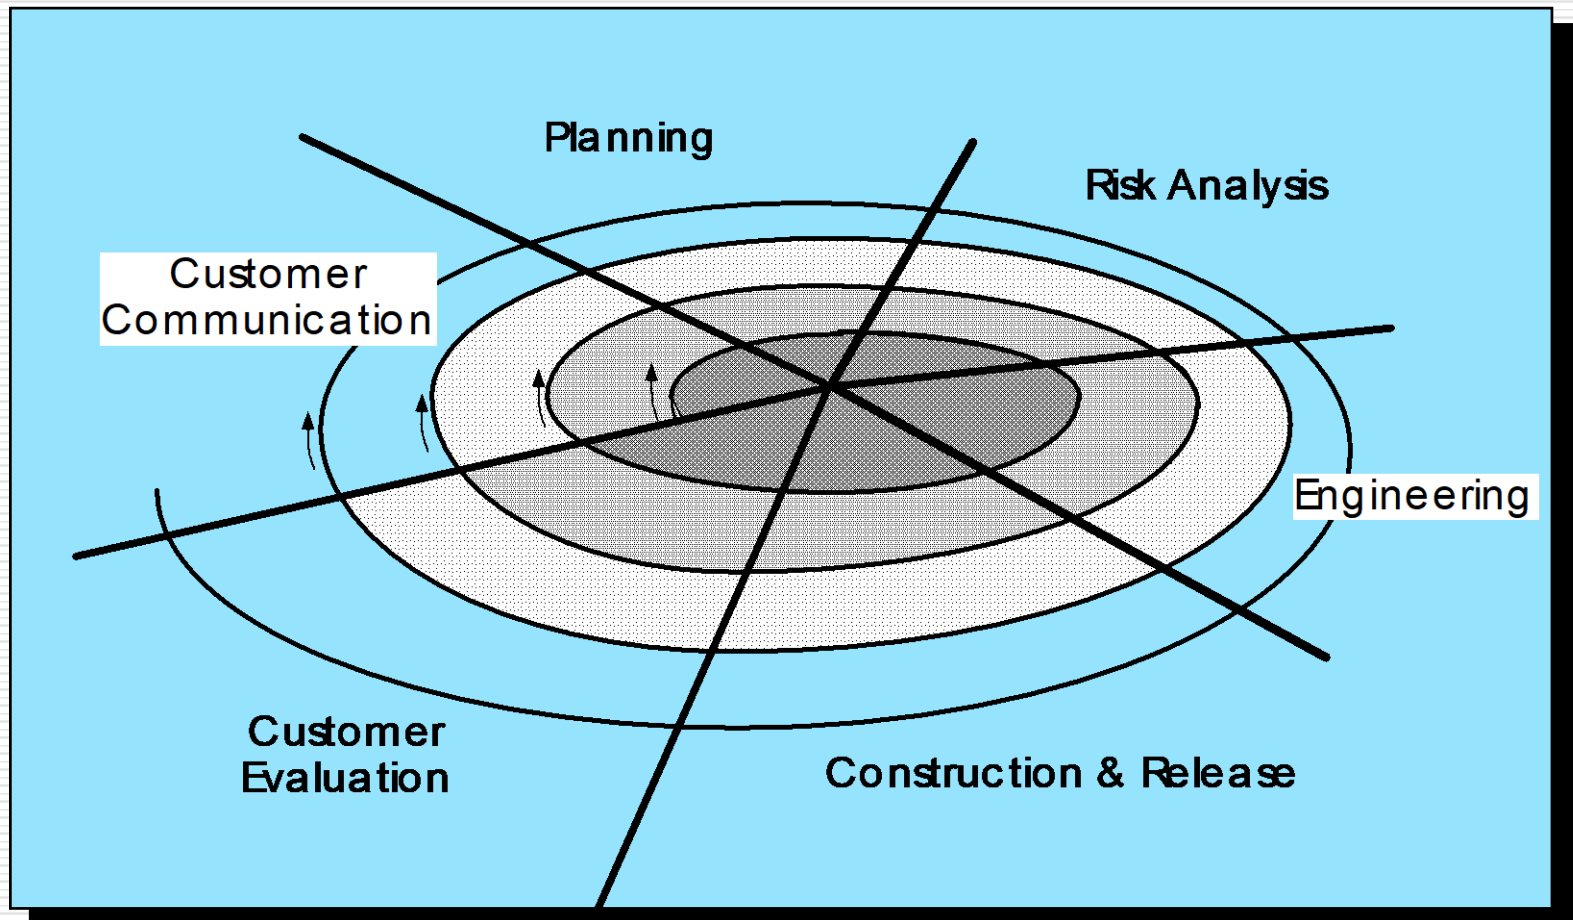 Planning
Risk Analysis
Customer
Communication
Engineering
Customer
Evaluation
Construction & Release